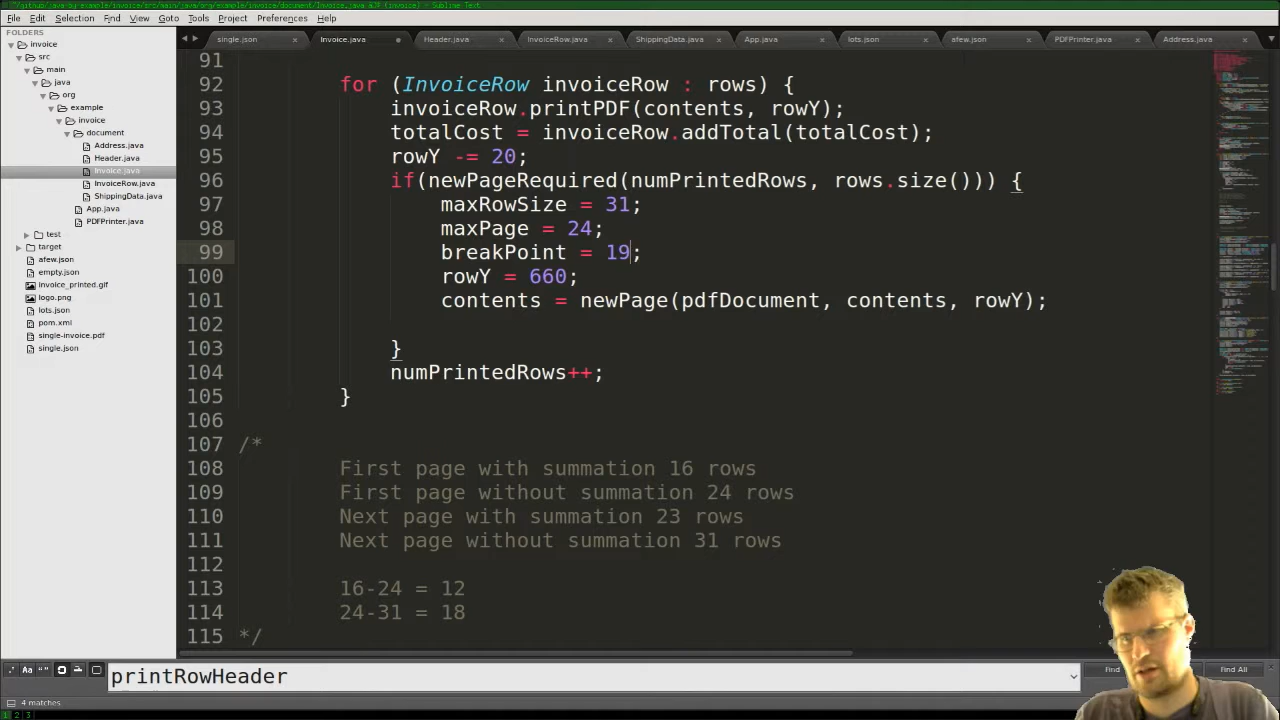 File Edit Selection Find View Goto Tools Project Preferences Help
FOLDERS
invoice
src
main
java
org
example
invoice
document
Address.java
Header.java
Invoice.java
InvoiceRow.java
ShippingData.java
App.java
PDFPrinter.java
test
target
afew.json
empty.json
invoice_printed.gif
logo.png
lots.json
pom.xml
single-invoice.pdf
single.json
single.json Invoice.java Header.java InvoiceRow.java ShippingData.java App.java lots.json afew.json PDFPrinter.java Address.java
91
92 for (InvoiceRow invoiceRow : rows) {
93 invoiceRow.printPDF(contents, rowY);
94 totalCost = invoiceRow.addTotal(totalCost);
95 rowY -= 20;
96 if(newPageRequired(numPrintedRows, rows.size())) {
97 maxRowSize = 31;
98 maxPage = 24;
99 breakPoint = 19;
100 rowY = 660;
101 contents = newPage(pdfDocument, contents, rowY);
102
103 }
104 numPrintedRows++;
105 }
106
107 /*
108 First page with summation 16 rows
109 First page without summation 24 rows
110 Next page with summation 23 rows
111 Next page without summation 31 rows
112
113 16-24 = 12
114 24-31 = 18
115 */
printRowHeader
Find
Find All
4 matches
1 2 3